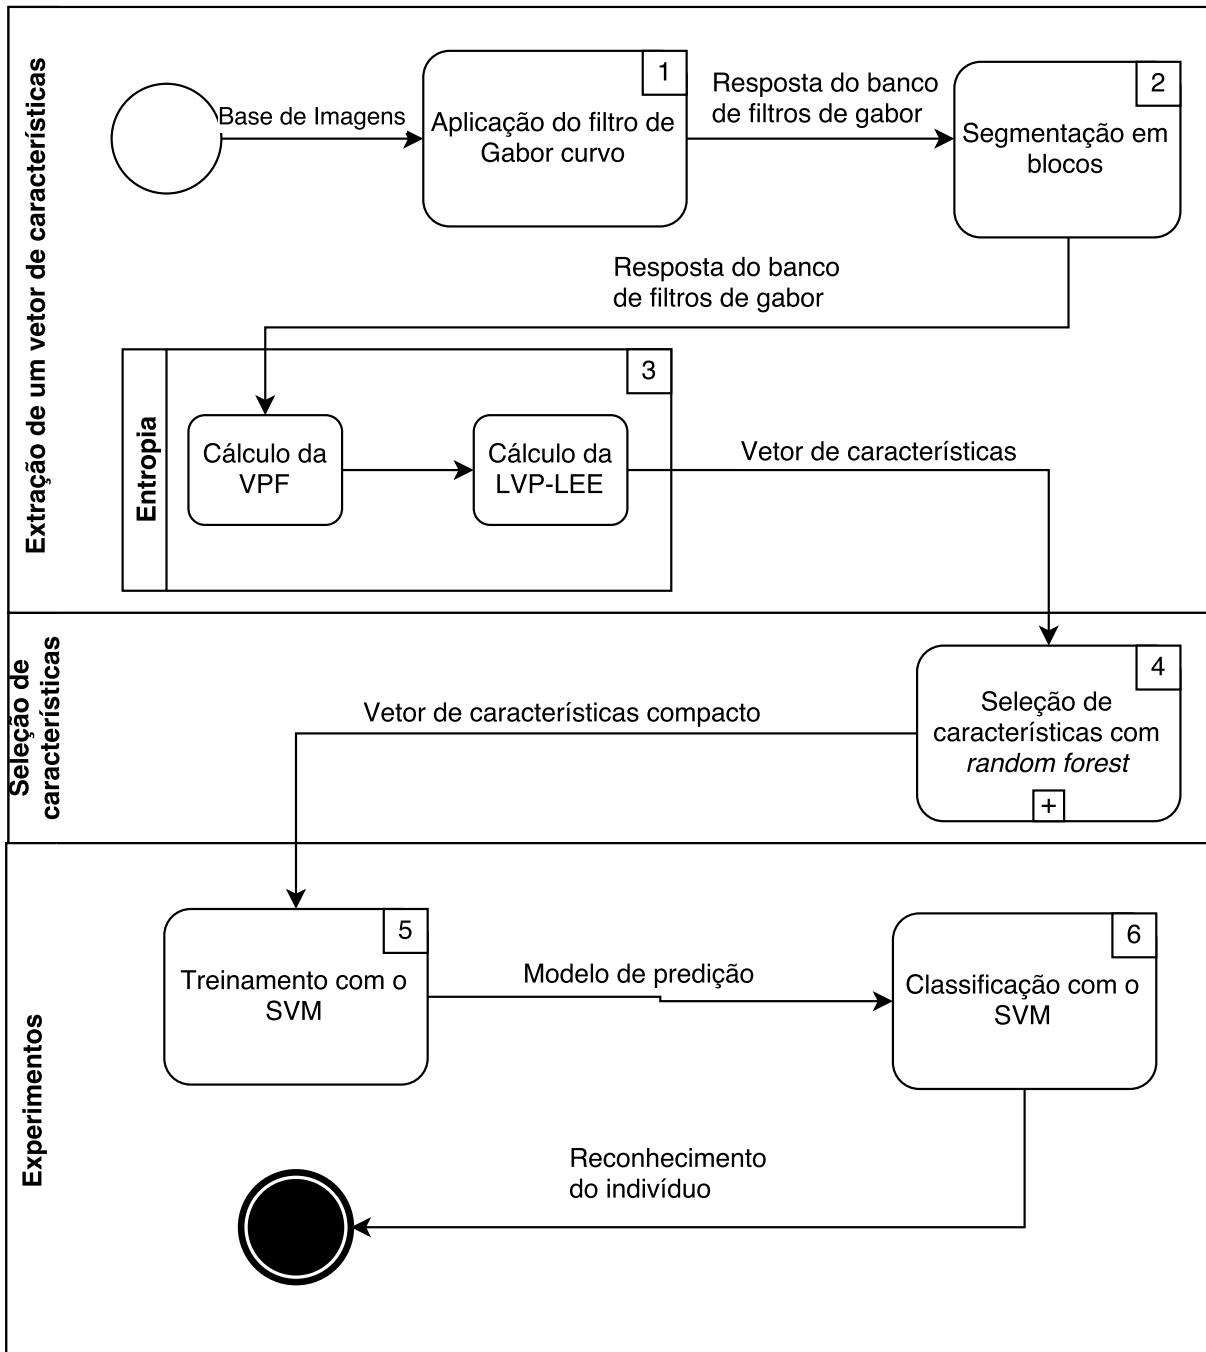 Extração de um vetor de características
Base de Imagens
1
Aplicação do filtro de
Gabor curvo
Resposta do banco
de filtros de gabor
2
Segmentação em
blocos
Resposta do banco
de filtros de gabor
Entropia
3
Cálculo da
VPF
Cálculo da
LVP-LEE
Vetor de características
Seleção de
características
4
Seleção de
características com
random forest
+
Vetor de características compacto
Experimentos
5
Treinamento com o
SVM
Modelo de predição
6
Classificação com o
SVM
Reconhecimento
do indivíduo